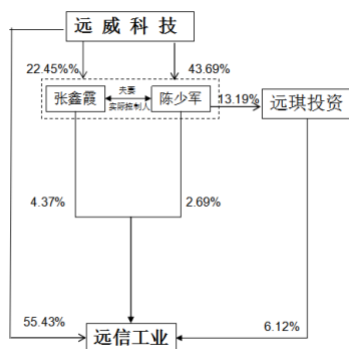 远威科技
22.45%%
43.69%
张鑫霞
夫妻
实际控制人
陈少军
13.19%
远琪投资
4.37%
2.69%
55.43%
远信工业
6.12%